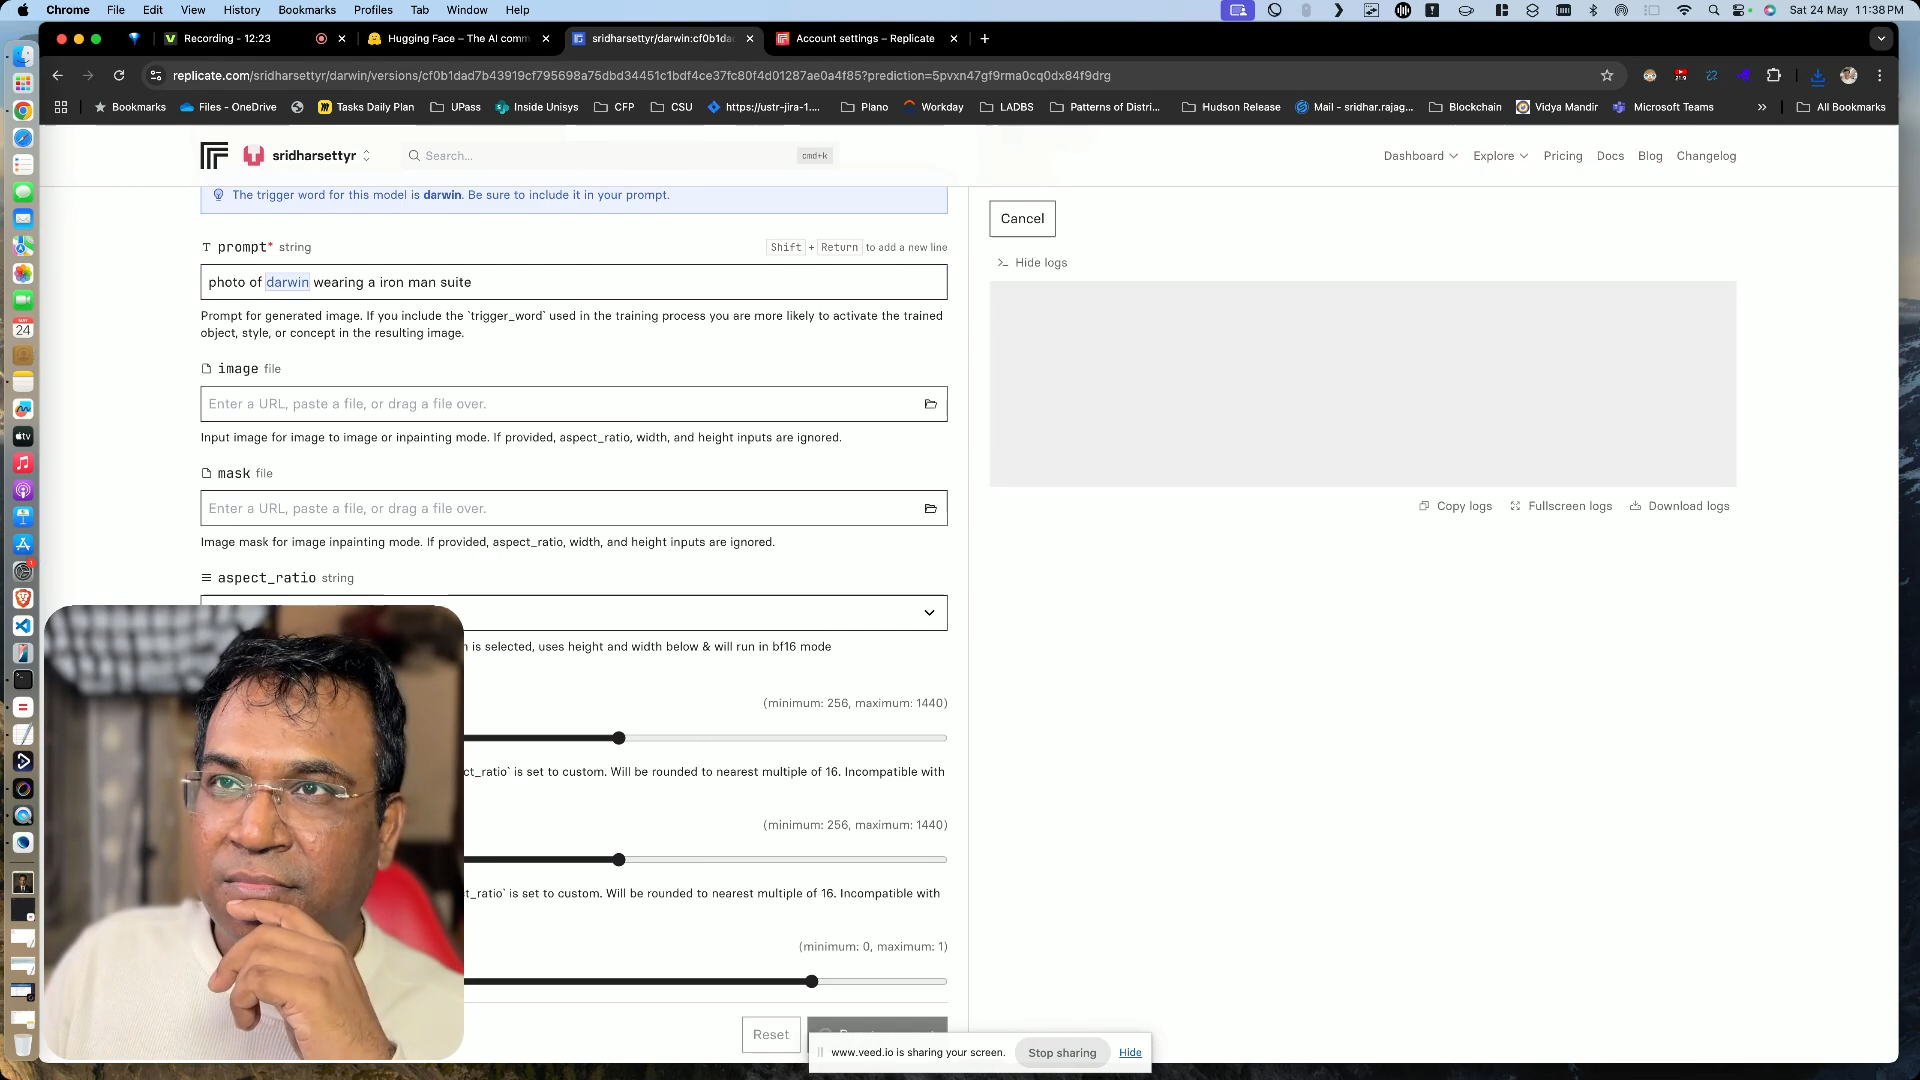 Chrome File Edit View History Bookmarks Profiles Tab Window Help
Sat 24 May 11:38 PM
Recording - 12:23
Hugging Face – The AI comm
sridharsettyr/darwin:cf0b1dad
Account settings – Replicate
replicate.com/sridharsettyr/darwin/versions/cf0b1dad7b43919cf795698a75dbd34451c1bdf4ce37fc80f4d01287ae0a4f85?prediction=5pvxn47gf9rma0cq0dx84f9drg
Bookmarks Files - OneDrive Tasks Daily Plan UPass Inside Unisys CFP CSU https://ustr-jira-1.... Plano Workday LADBS Patterns of Distri... Hudson Release Mail - sridhar.rajag... Blockchain Vidya Mandir Microsoft Teams » All Bookmarks
sridharsettyr Search... cmd+k Dashboard Explore Pricing Docs Blog Changelog
The trigger word for this model is darwin. Be sure to include it in your prompt.
T prompt* string Shift + Return to add a new line
photo of darwin wearing a iron man suite
Prompt for generated image. If you include the `trigger_word` used in the training process you are more likely to activate the trained
object, style, or concept in the resulting image.
image file
Enter a URL, paste a file, or drag a file over.
Input image for image to image or inpainting mode. If provided, aspect_ratio, width, and height inputs are ignored.
mask file
Enter a URL, paste a file, or drag a file over.
Image mask for image inpainting mode. If provided, aspect_ratio, width, and height inputs are ignored.
aspect_ratio string
is selected, uses height and width below & will run in bf16 mode
(minimum: 256, maximum: 1440)
ct_ratio` is set to custom. Will be rounded to nearest multiple of 16. Incompatible with
(minimum: 256, maximum: 1440)
ct_ratio` is set to custom. Will be rounded to nearest multiple of 16. Incompatible with
(minimum: 0, maximum: 1)
Reset
Cancel
Hide logs
Copy logs Fullscreen logs Download logs
www.veed.io is sharing your screen. Stop sharing Hide
MAY
24
tv